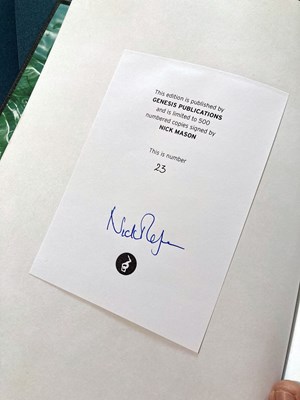 This edition is published by
GENESIS PUBLICATIONS
and is limited to 500
numbered copies signed by
NICK MASON
This is number
23
Nick Mason